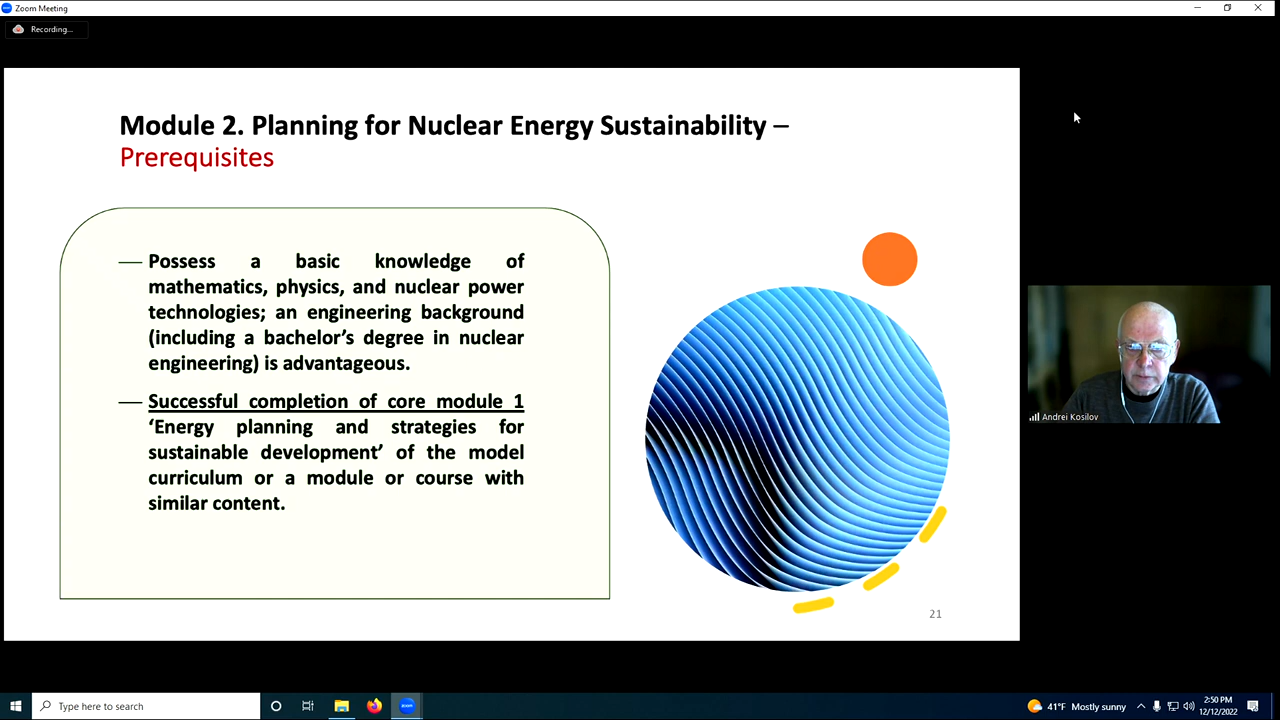 Zoom Meeting
Recording...
Module 2. Planning for Nuclear Energy Sustainability –
Prerequisites
Possess a basic knowledge of
mathematics, physics, and nuclear power
technologies; an engineering background
(including a bachelor’s degree in nuclear
engineering) is advantageous.
Successful completion of core module 1
‘Energy planning and strategies for
sustainable development’ of the model
curriculum or a module or course with
similar content.
21
Andrei Kosilov
Type here to search
zoom
41°F Mostly sunny
2:50 PM
12/12/2022